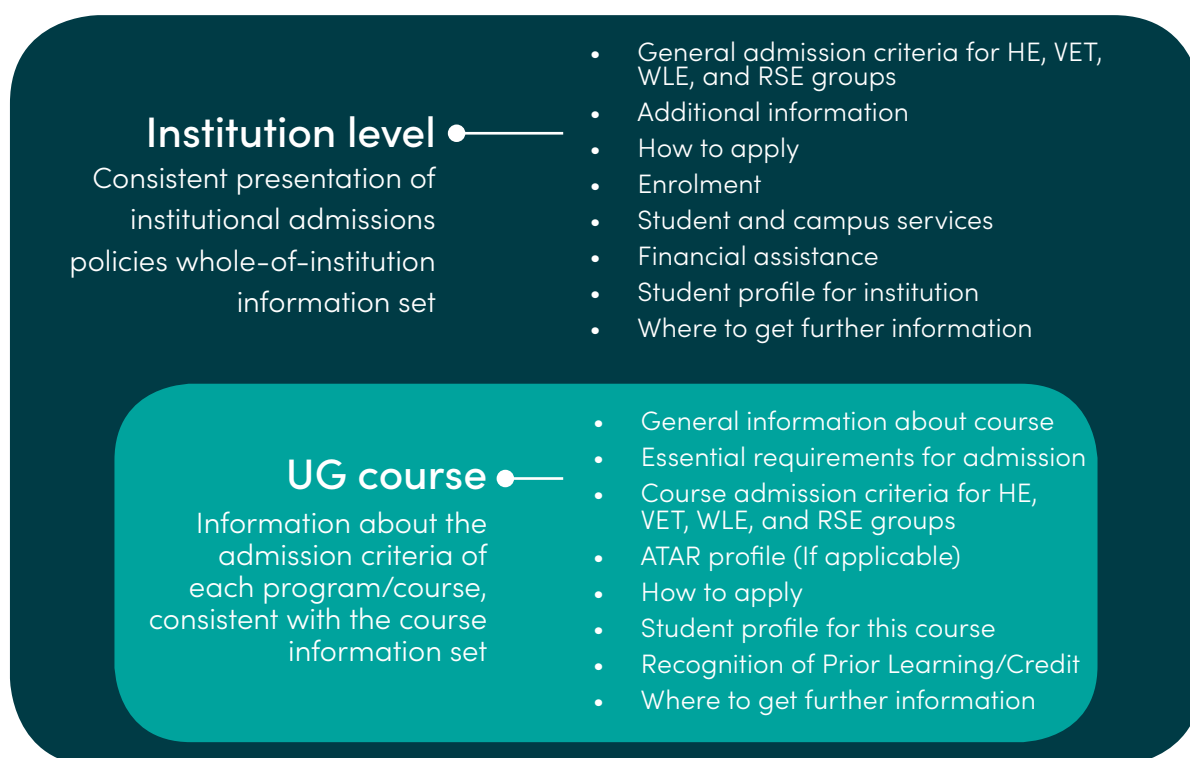 Institution level
Consistent presentation of
institutional admissions
policies whole-of-institution
information set
• General admission criteria for HE, VET,
WLE, and RSE groups
• Additional information
• How to apply
• Enrolment
• Student and campus services
• Financial assistance
• Student profile for institution
• Where to get further information
UG course
Information about the
admission criteria of
each program/course,
consistent with the course
information set
• General information about course
• Essential requirements for admission
• Course admission criteria for HE,
VET, WLE, and RSE groups
• ATAR profile (If applicable)
• How to apply
• Student profile for this course
• Recognition of Prior Learning/Credit
• Where to get further information